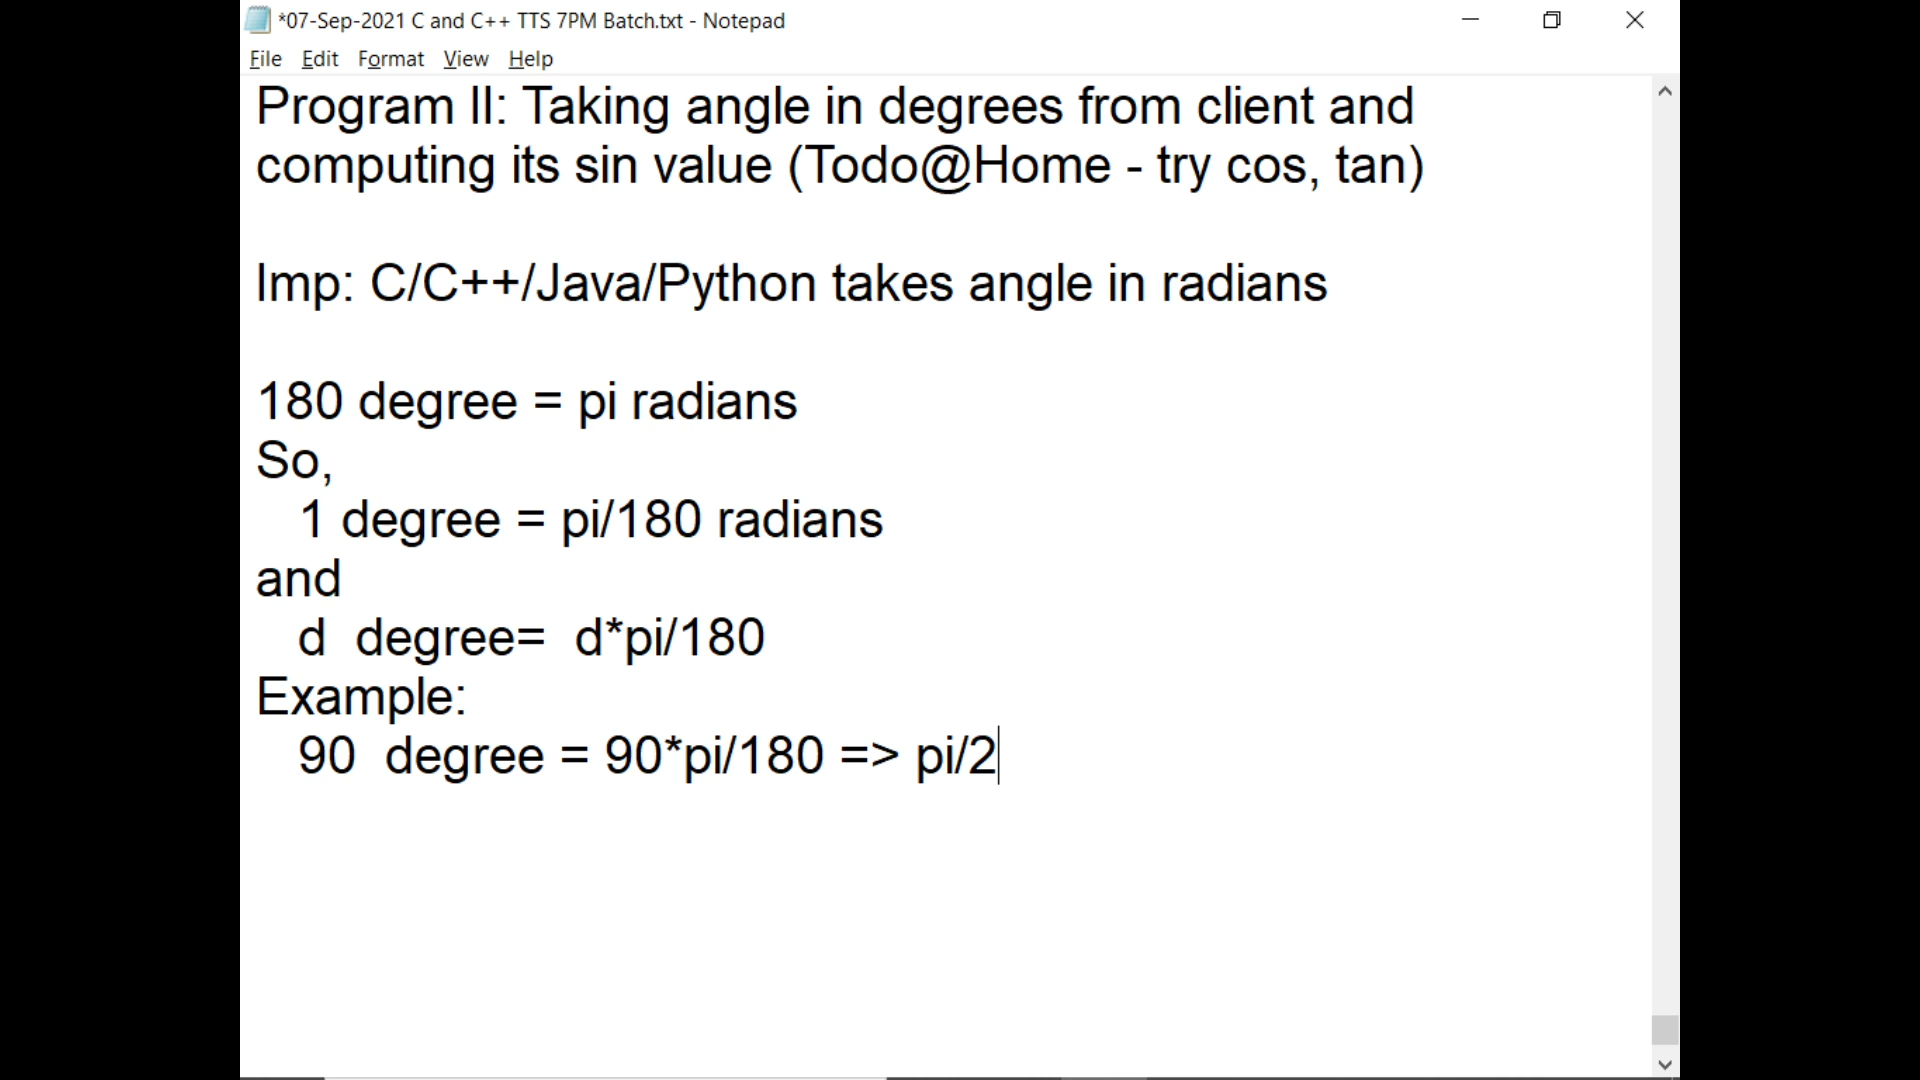 *07-Sep-2021 C and C++ TTS 7PM Batch.txt - Notepad
File Edit Format View Help
Program II: Taking angle in degrees from client and
computing its sin value (Todo@Home - try cos, tan)
Imp: C/C++/Java/Python takes angle in radians
180 degree = pi radians
So,
1 degree = pi/180 radians
and
d degree= d*pi/180
Example:
90 degree = 90*pi/180 => pi/2